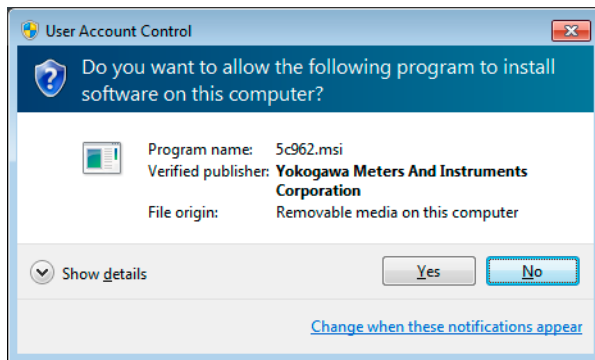 User Account Control
Do you want to allow the following program to install
software on this computer?
Program name: 5c962.msi
Verified publisher: Yokogawa Meters And Instruments
Corporation
File origin: Removable media on this computer
Show details
Yes
No
Change when these notifications appear